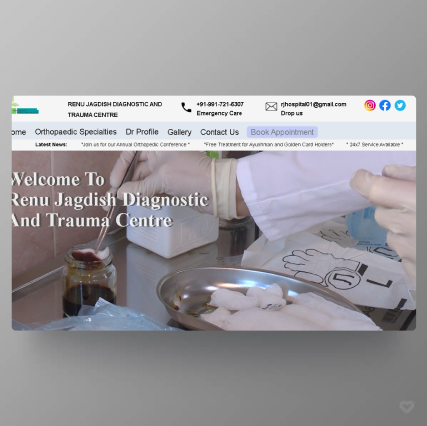 RENU JAGDISH DIAGNOSTIC AND
TRAUMA CENTRE
+91-991-721-6307
Emergency Care
rjhospital01@gmail.com
Drop us
ome Orthopaedic Specialties Dr Profile Gallery Contact Us Book Appointment
Latest News: "Join us for our Annual Orthopedic Conference" "Free Treatment for Ayushman and Golden Card Holders" "24x7 Service Available"
Welcome To
Renu Jagdish Diagnostic
And Trauma Centre
L